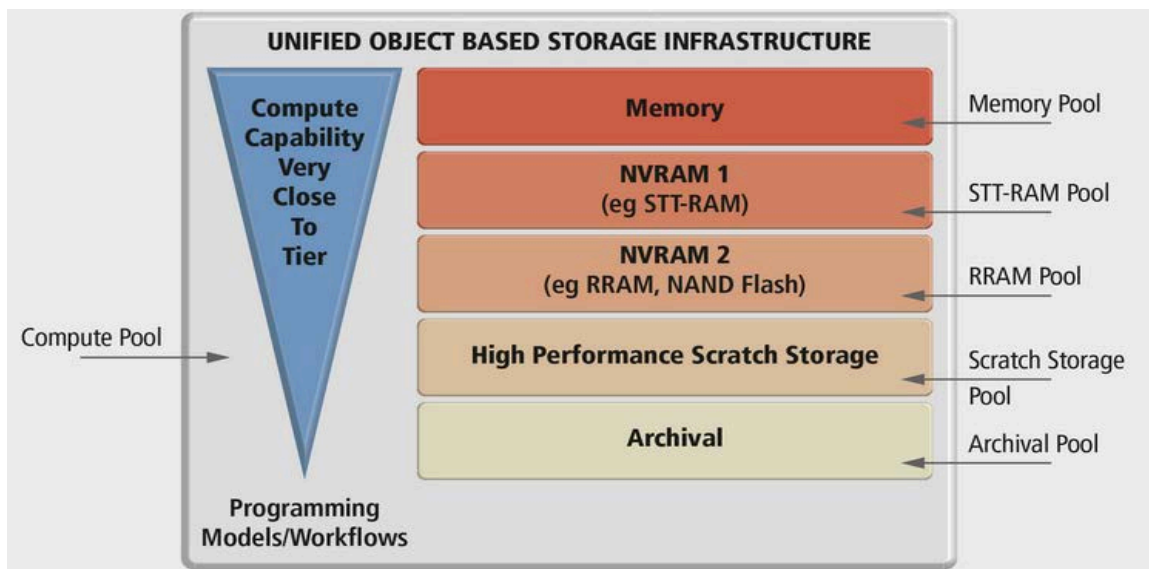 UNIFIED OBJECT BASED STORAGE INFRASTRUCTURE
Compute
Capability
Very
Close
To
Tier
Memory
Memory Pool
NVRAM 1
(eg STT-RAM)
STT-RAM Pool
NVRAM 2
(eg RRAM, NAND Flash)
RRAM Pool
Compute Pool
High Performance Scratch Storage
Scratch Storage
Pool
Archival
Archival Pool
Programming
Models/Workflows